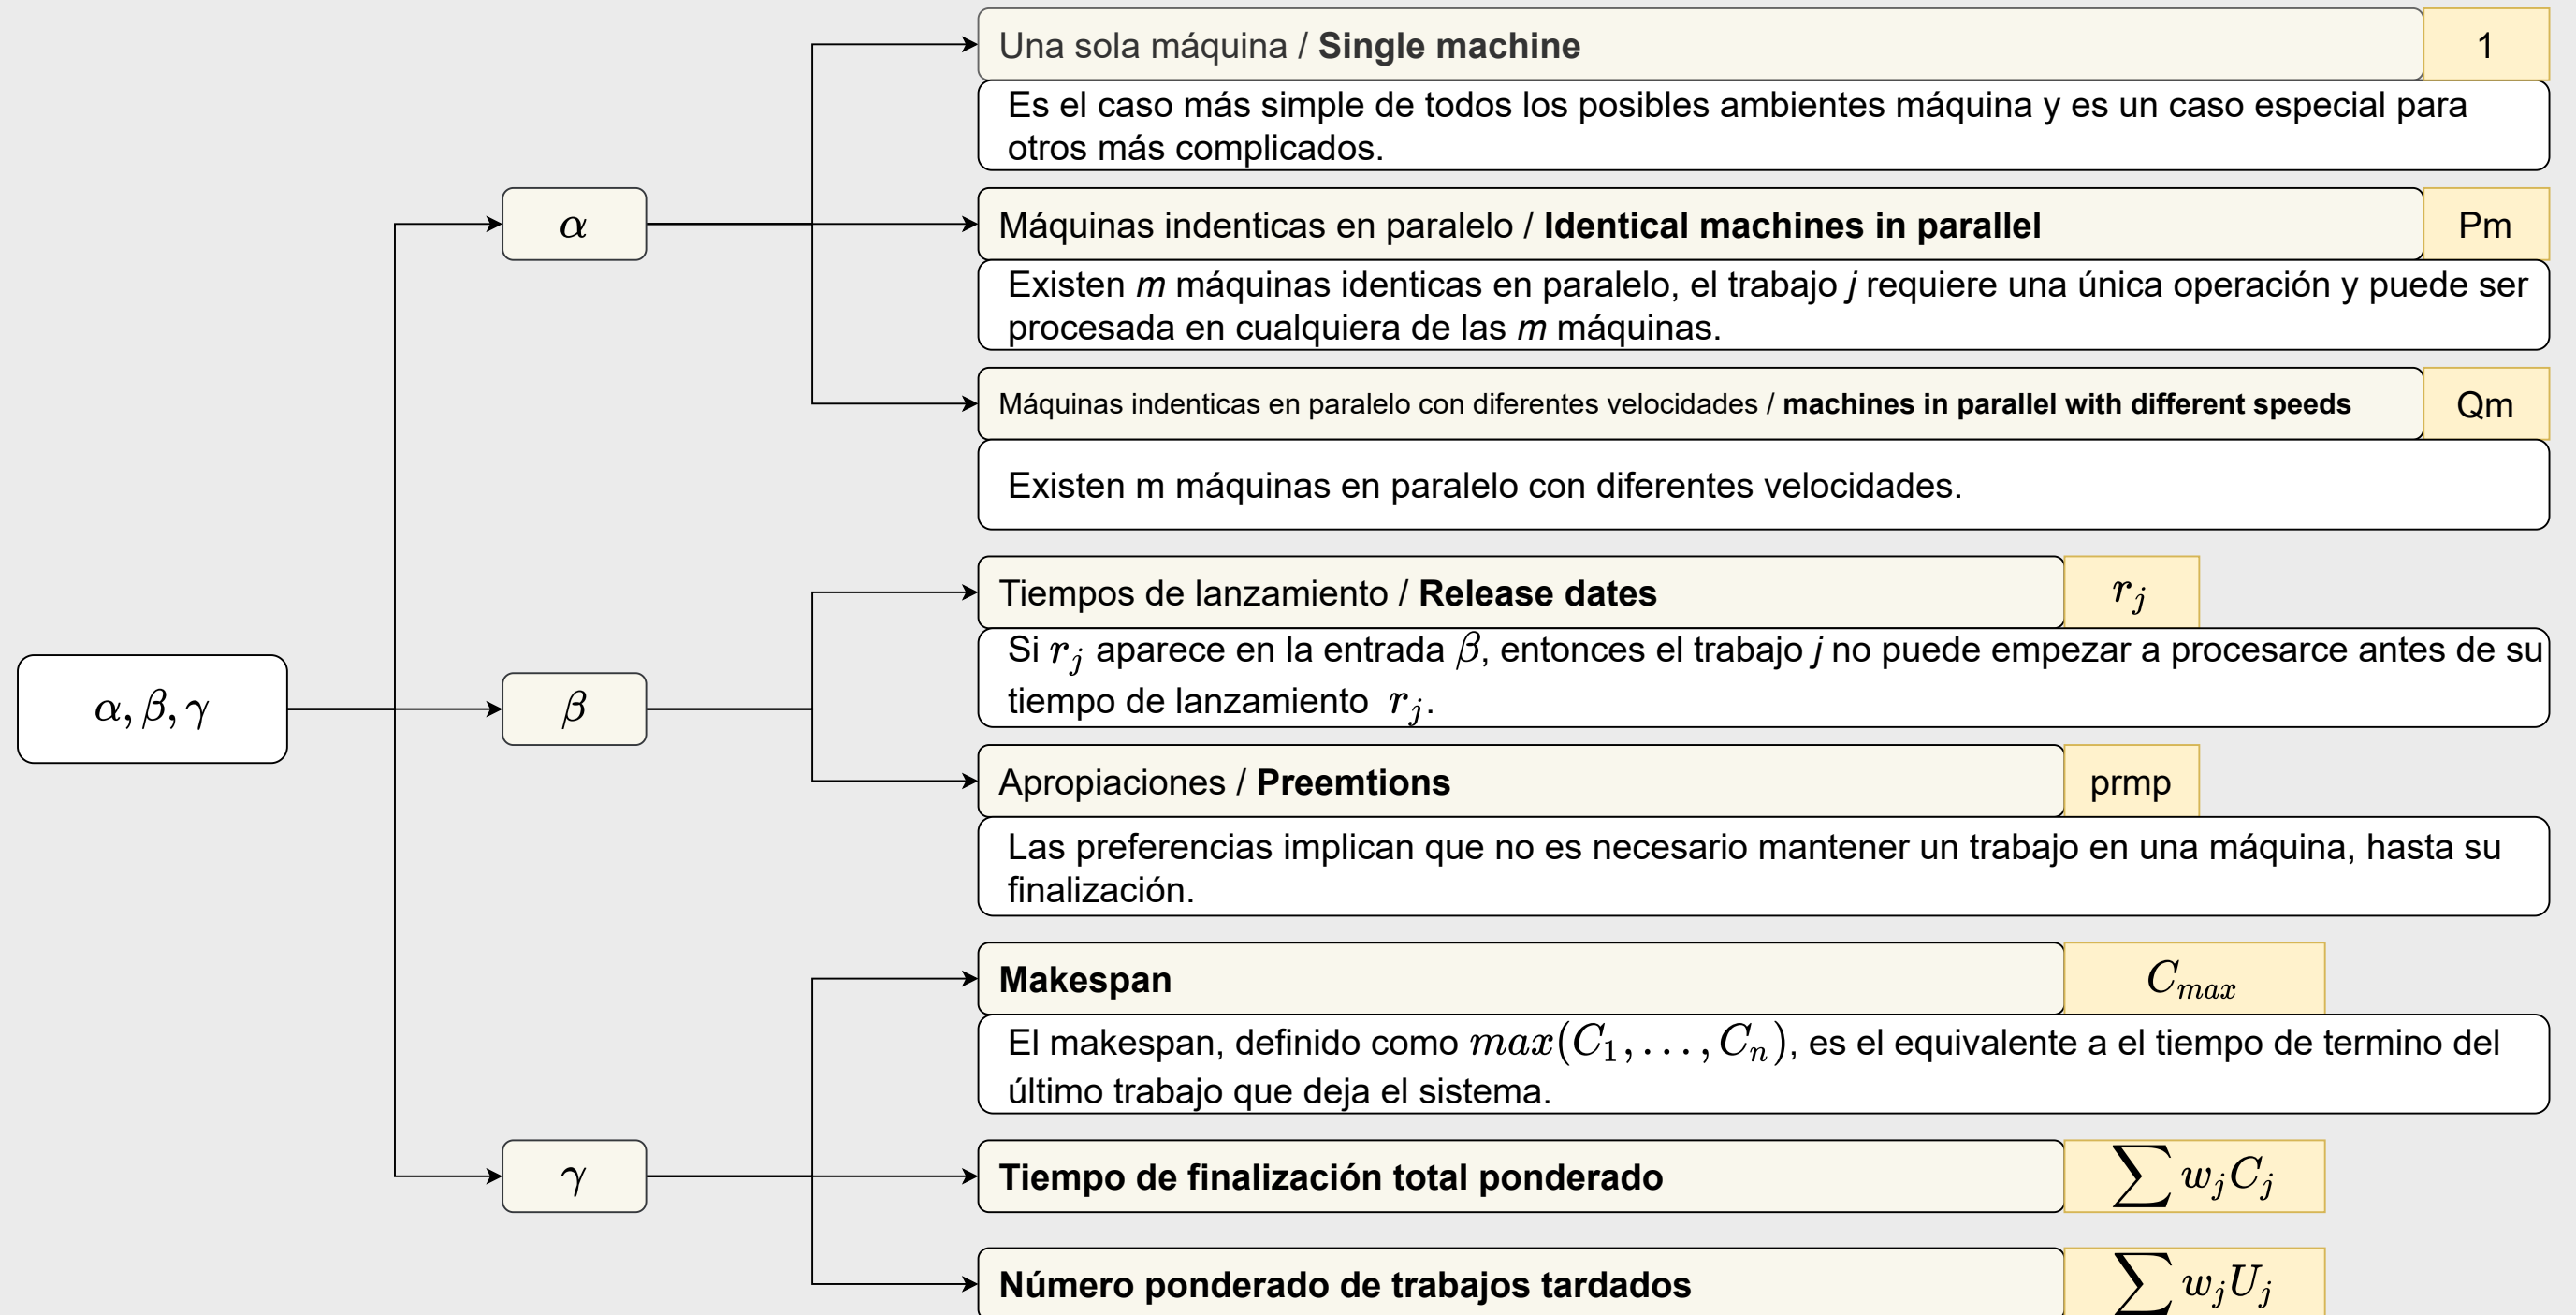 α, β, γ
α
Una sola máquina / Single machine 1
Es el caso más simple de todos los posibles ambientes máquina y es un caso especial para
otros más complicados.
Máquinas indenticas en paralelo / Identical machines in parallel Pm
Existen m máquinas identicas en paralelo, el trabajo j requiere una única operación y puede ser
procesada en cualquiera de las m máquinas.
Máquinas indenticas en paralelo con diferentes velocidades / machines in parallel with different speeds Qm
Existen m máquinas en paralelo con diferentes velocidades.
β
Tiempos de lanzamiento / Release dates r_j
Si r_j aparece en la entrada β, entonces el trabajo j no puede empezar a procesarce antes de su
tiempo de lanzamiento r_j.
Apropiaciones / Preemtions prmp
Las preferencias implican que no es necesario mantener un trabajo en una máquina, hasta su
finalización.
γ
Makespan C_max
El makespan, definido como max(C_1, ..., C_n), es el equivalente a el tiempo de termino del
último trabajo que deja el sistema.
Tiempo de finalización total ponderado ∑ w_j C_j
Número ponderado de trabajos tardados ∑ w_j U_j